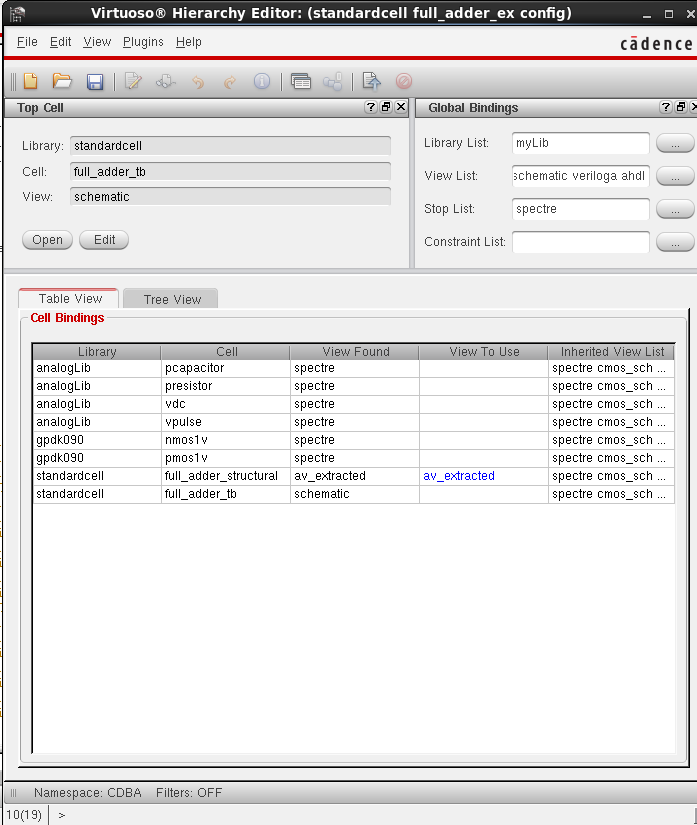 Virtuoso® Hierarchy Editor: (standardcell full_adder_ex config)
File Edit View Plugins Help
cādence
Top Cell
Library: standardcell
Cell: full_adder_tb
View: schematic
Open Edit
Global Bindings
Library List: myLib ...
View List: schematic veriloga ahdl ...
Stop List: spectre ...
Constraint List: ...
Table View Tree View
Cell Bindings
Library Cell View Found View To Use Inherited View List
analogLib pcapacitor spectre spectre cmos_sch ...
analogLib presistor spectre spectre cmos_sch ...
analogLib vdc spectre spectre cmos_sch ...
analogLib vpulse spectre spectre cmos_sch ...
gpdk090 nmos1v spectre spectre cmos_sch ...
gpdk090 pmos1v spectre spectre cmos_sch ...
standardcell full_adder_structural av_extracted av_extracted spectre cmos_sch ...
standardcell full_adder_tb schematic spectre cmos_sch ...
Namespace: CDBA Filters: OFF
10(19) >